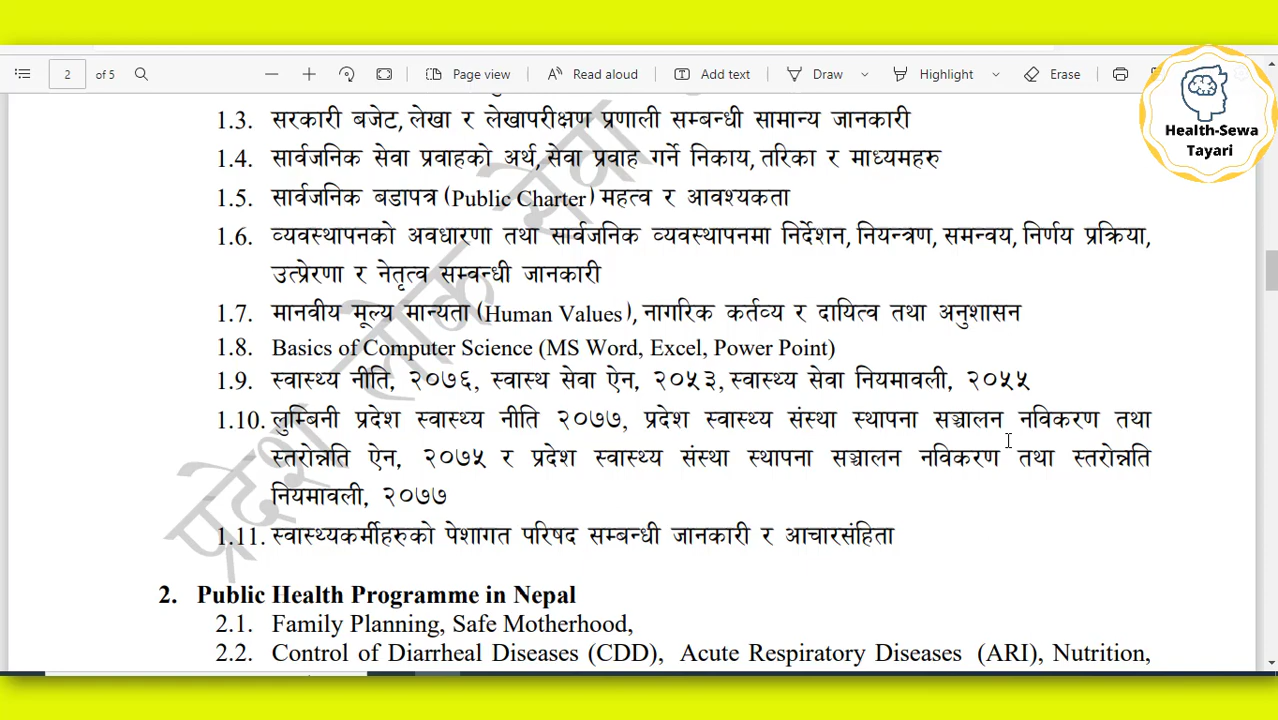 2 of 5 Page view Read aloud Add text Draw Highlight Erase
Health-Sewa
Tayari
1.3. सरकारी बजेट, लेखा र लेखापरीक्षण प्रणाली सम्बन्धी सामान्य जानकारी
1.4. सार्वजनिक सेवा प्रवाहको अर्थ, सेवा प्रवाह गर्ने निकाय, तरिका र माध्यमहरु
1.5. सार्वजनिक बडापत्र (Public Charter) महत्व र आवश्यकता
1.6. व्यवस्थापनको अवधारणा तथा सार्वजनिक व्यवस्थापनमा निर्देशन, नियन्त्रण, समन्वय, निर्णय प्रक्रिया,
उत्प्रेरणा र नेतृत्व सम्बन्धी जानकारी
1.7. मानवीय मूल्य मान्यता (Human Values), नागरिक कर्तव्य र दायित्व तथा अनुशासन
1.8. Basics of Computer Science (MS Word, Excel, Power Point)
1.9. स्वास्थ्य नीति, २०७६, स्वास्थ सेवा ऐन, २०५३, स्वास्थ्य सेवा नियमावली, २०५५
1.10. लुम्बिनी प्रदेश स्वास्थ्य नीति २०७७, प्रदेश स्वास्थ्य संस्था स्थापना सञ्चालन नविकरण तथा
स्तरोन्नति ऐन, २०७५ र प्रदेश स्वास्थ्य संस्था स्थापना सञ्चालन नविकरण तथा स्तरोन्नति
नियमावली, २०७७
1.11. स्वास्थ्यकर्मीहरुको पेशागत परिषद सम्बन्धी जानकारी र आचारसंहिता
प्रदेश लोक सेवा
2. Public Health Programme in Nepal
2.1. Family Planning, Safe Motherhood,
2.2. Control of Diarrheal Diseases (CDD), Acute Respiratory Diseases (ARI), Nutrition,